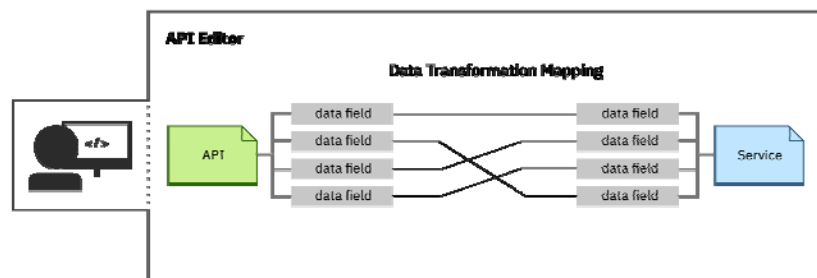 API Editor
Data Transformation Mapping
</>
API
data field
data field
data field
data field
data field
data field
data field
data field
Service